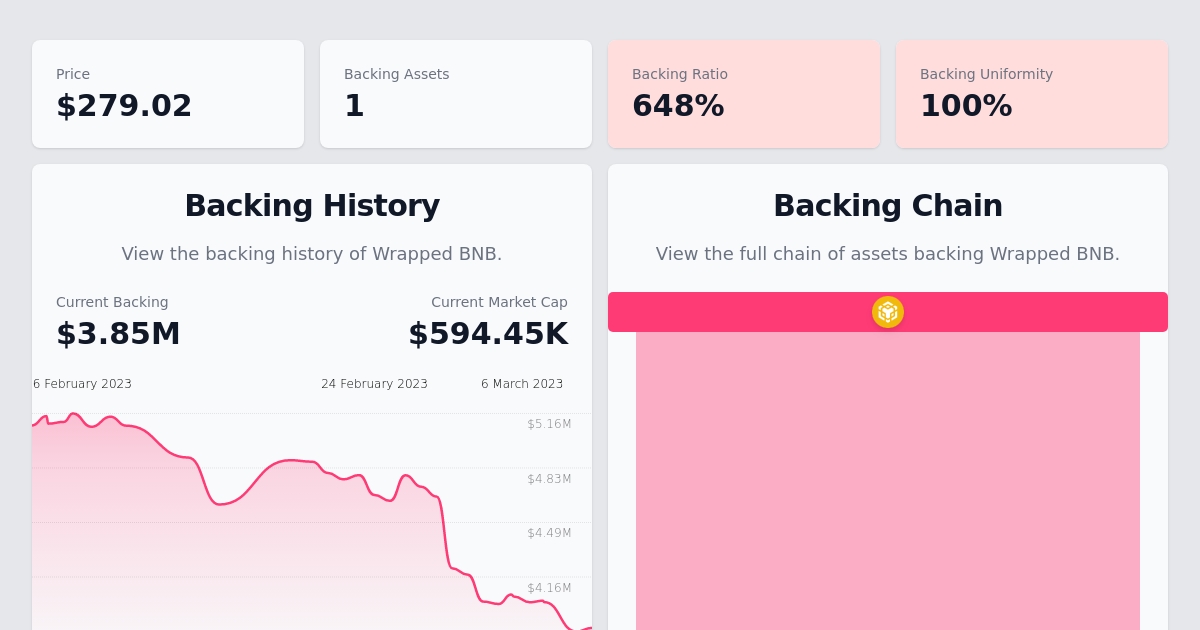 Price
$279.02
Backing Assets
1
Backing Ratio
648%
Backing Uniformity
100%
Backing History
View the backing history of Wrapped BNB.
Current Backing
$3.85M
Current Market Cap
$594.45K
6 February 2023
24 February 2023
6 March 2023
$5.16M
$4.83M
$4.49M
$4.16M
Backing Chain
View the full chain of assets backing Wrapped BNB.